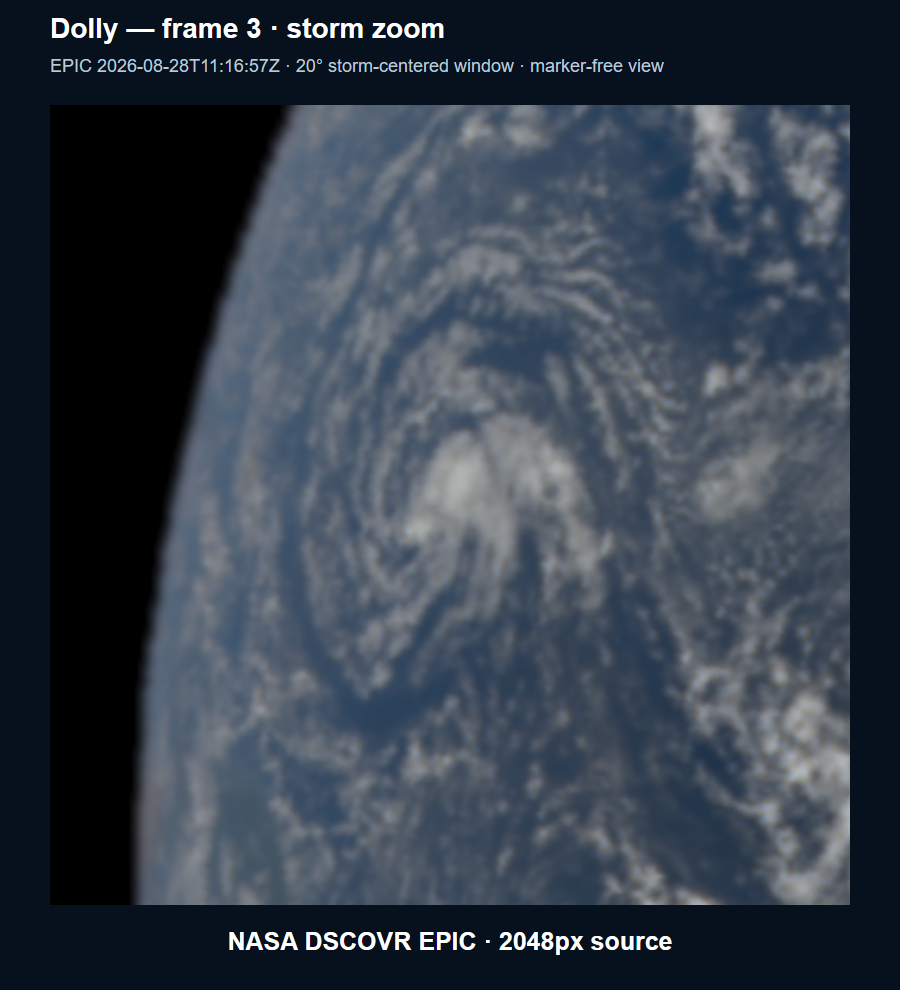 Dolly — frame 3 · storm zoom
EPIC 2026-08-28T11:16:57Z · 20° storm-centered window · marker-free view
NASA DSCOVR EPIC · 2048px source